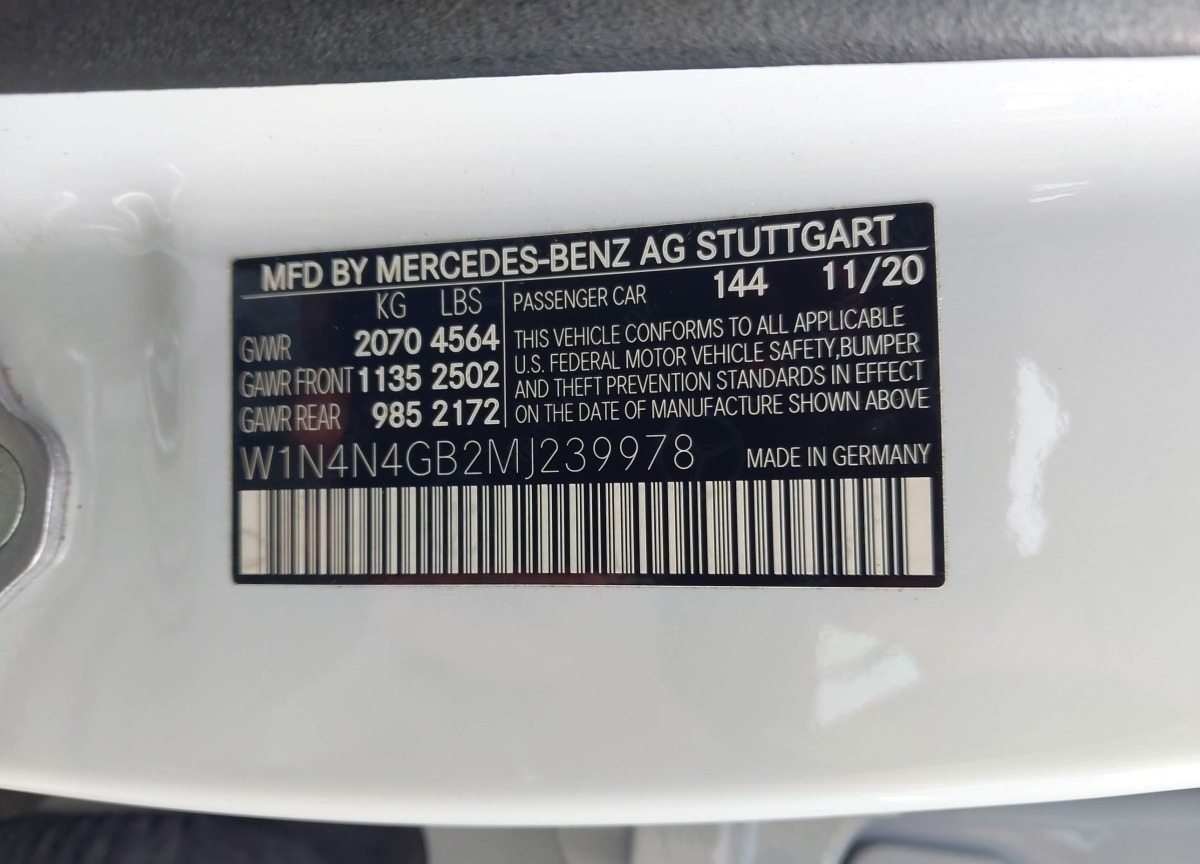 MFD BY MERCEDES-BENZ AG STUTTGART
KG LBS
GVWR 2070 4564
GAWR FRONT 1135 2502
GAWR REAR 985 2172
PASSENGER CAR 144 11/20
THIS VEHICLE CONFORMS TO ALL APPLICABLE
U.S. FEDERAL MOTOR VEHICLE SAFETY,BUMPER
AND THEFT PREVENTION STANDARDS IN EFFECT
ON THE DATE OF MANUFACTURE SHOWN ABOVE
W1N4N4GB2MJ239978 MADE IN GERMANY